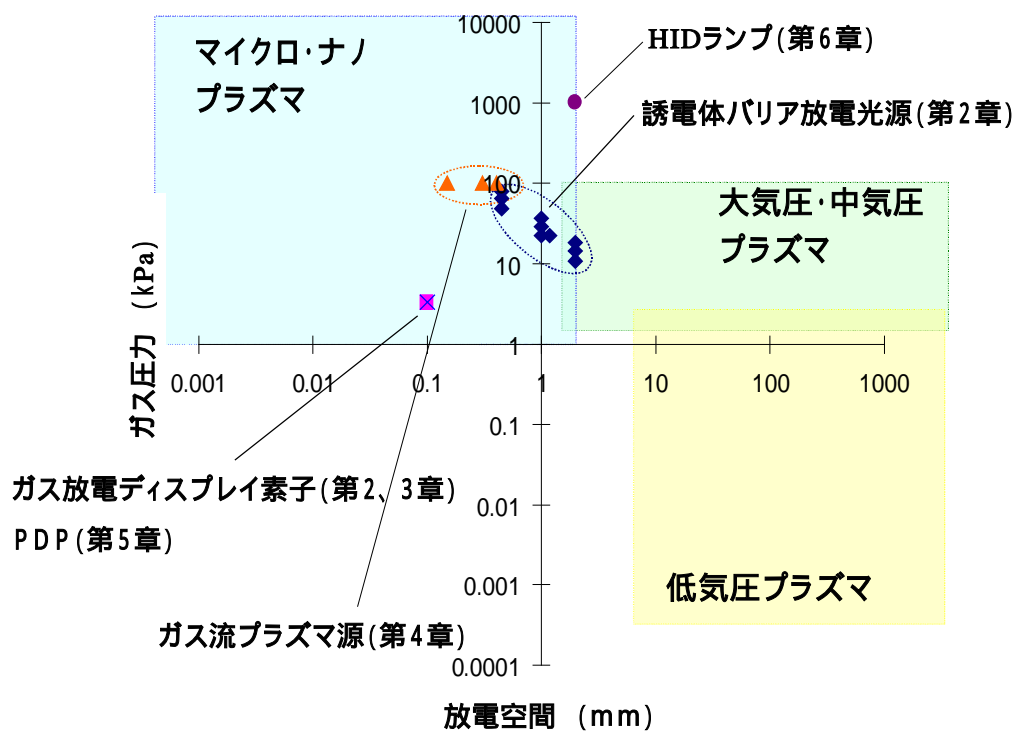 10000
マイクロ・ナノ
プラズマ
HIDランプ(第6章)
1000
誘電体バリア放電光源(第2章)
100
大気圧・中気圧
プラズマ
10
ガス圧力 (kPa)
1
0.001 0.01 0.1 1 10 100 1000
0.1
ガス放電ディスプレイ素子(第2、3章)
PDP(第5章)
0.01
0.001
低気圧プラズマ
ガス流プラズマ源(第4章)
0.0001
放電空間 (mm)